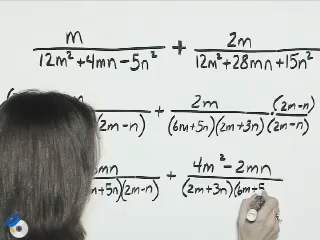 m / 12m² + 4mn - 5n² + 2m / 12m² + 28mn + 15n²
(2m-n) + 2m / (6m+5n)(2m+3n) · (2m-n) / (2m-n)
mn / m+5n)(2m-n) + 4m² - 2mn / (2m+3n)(6m+5